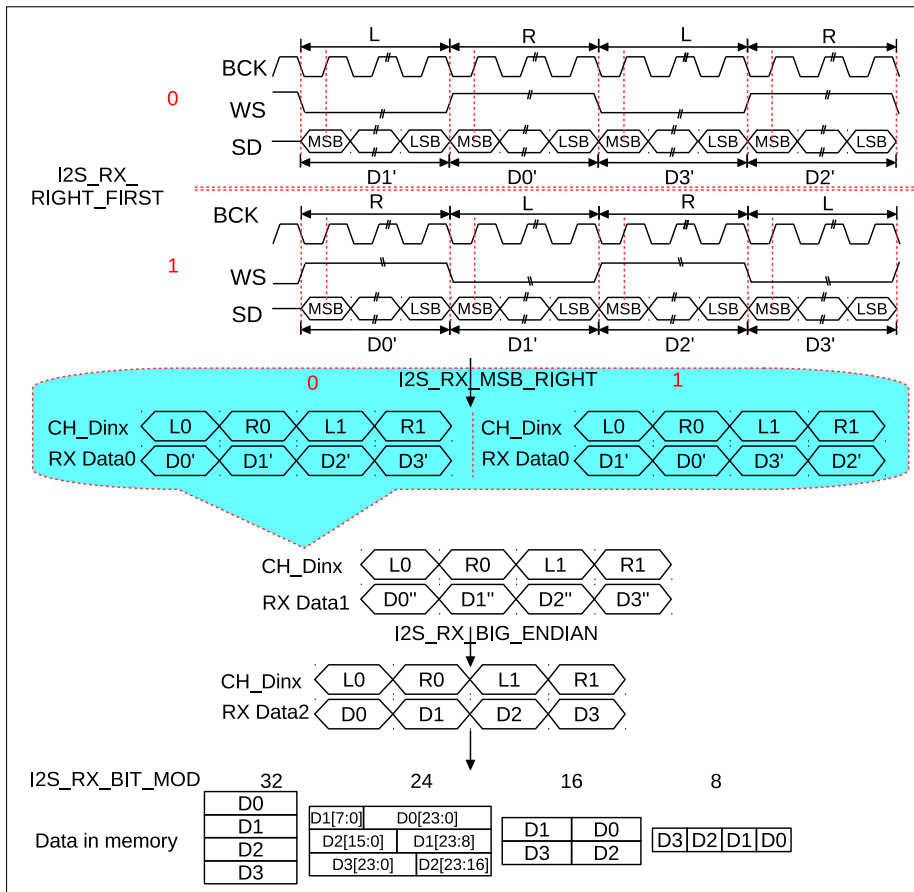 L R L R
BCK
0
WS
SD MSB LSB MSB LSB MSB LSB MSB LSB
D1' D0' D3' D2'
I2S_RX_
RIGHT_FIRST
R L R L
BCK
1
WS
SD MSB LSB MSB LSB MSB LSB MSB LSB
D0' D1' D2' D3'
0 I2S_RX_MSB_RIGHT 1
CH_Dinx L0 R0 L1 R1 CH_Dinx L0 R0 L1 R1
RX Data0 D0' D1' D2' D3' RX Data0 D1' D0' D3' D2'
CH_Dinx L0 R0 L1 R1
RX Data1 D0" D1" D2" D3"
I2S_RX_BIG_ENDIAN
CH_Dinx L0 R0 L1 R1
RX Data2 D0 D1 D2 D3
I2S_RX_BIT_MOD 32 24 16 8
Data in memory
D0
D1
D2
D3
D1[7:0] D0[23:0]
D2[15:0] D1[23:8]
D3[23:0] D2[23:16]
D1 D0
D3 D2
D3 D2 D1 D0